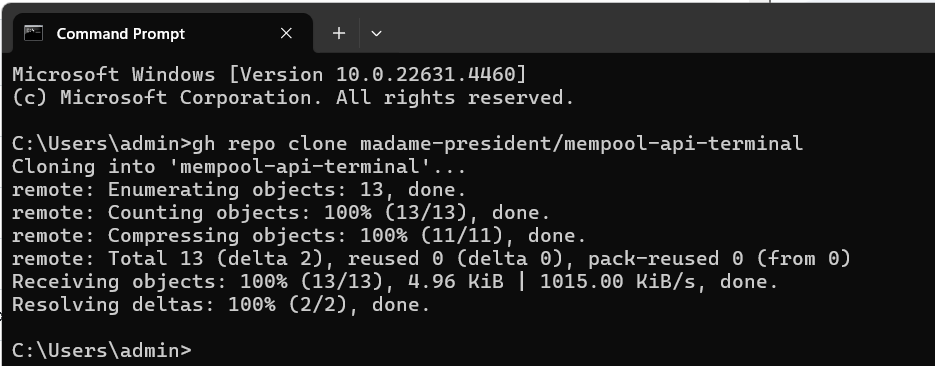 Command Prompt
Microsoft Windows [Version 10.0.22631.4460]
(c) Microsoft Corporation. All rights reserved.
C:\Users\admin>gh repo clone madame-president/mempool-api-terminal
Cloning into 'mempool-api-terminal'...
remote: Enumerating objects: 13, done.
remote: Counting objects: 100% (13/13), done.
remote: Compressing objects: 100% (11/11), done.
remote: Total 13 (delta 2), reused 0 (delta 0), pack-reused 0 (from 0)
Receiving objects: 100% (13/13), 4.96 KiB | 1015.00 KiB/s, done.
Resolving deltas: 100% (2/2), done.
C:\Users\admin>